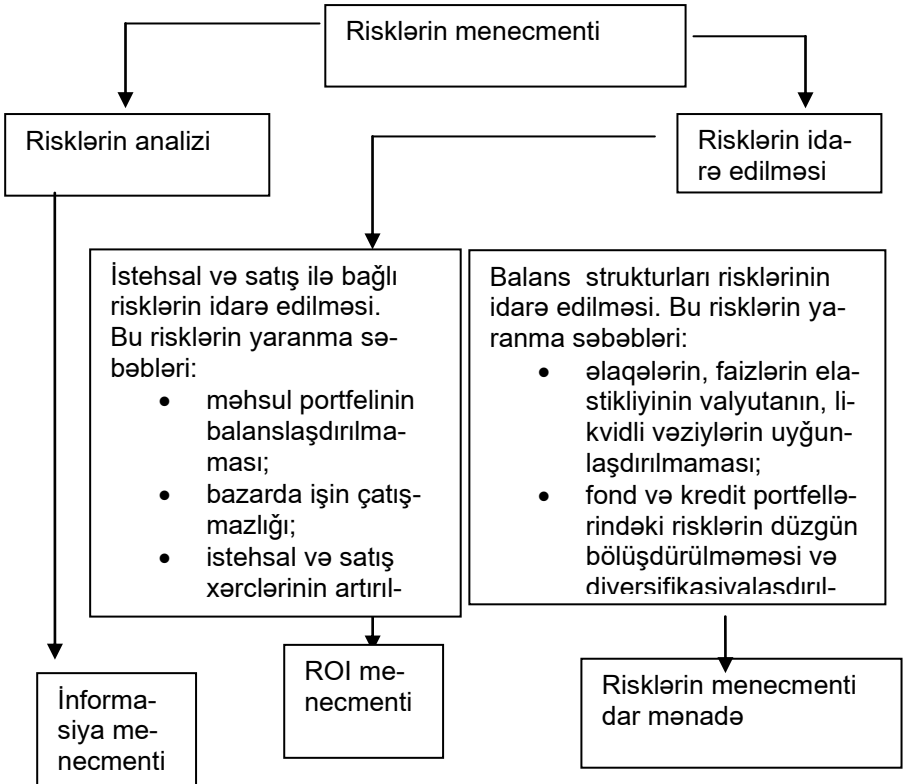 Risklərin menecmenti
Risklərin analizi
Risklərin ida-
rə edilməsi
İstehsal və satış ilə bağlı
risklərin idarə edilməsi.
Bu risklərin yaranma sə-
bəbləri:
• məhsul portfelinin
balanslaşdırılma-
ması;
• bazarda işin çatış-
mazlığı;
• istehsal və satış
xərclərinin artırıl-
Balans strukturları risklərinin
idarə edilməsi. Bu risklərin ya-
ranma səbəbləri:
• əlaqələrin, faizlərin ela-
stikliyinin valyutanın, li-
kvidli vəziylərin uyğun-
laşdırılmaması;
• fond və kredit portfellə-
rindəki risklərin düzgün
bölüşdürülməməsi və
diversifikasiyalaşdırıl-
İnforma-
siya me-
necmenti
ROI me-
necmenti
Risklərin menecmenti
dar mənadə